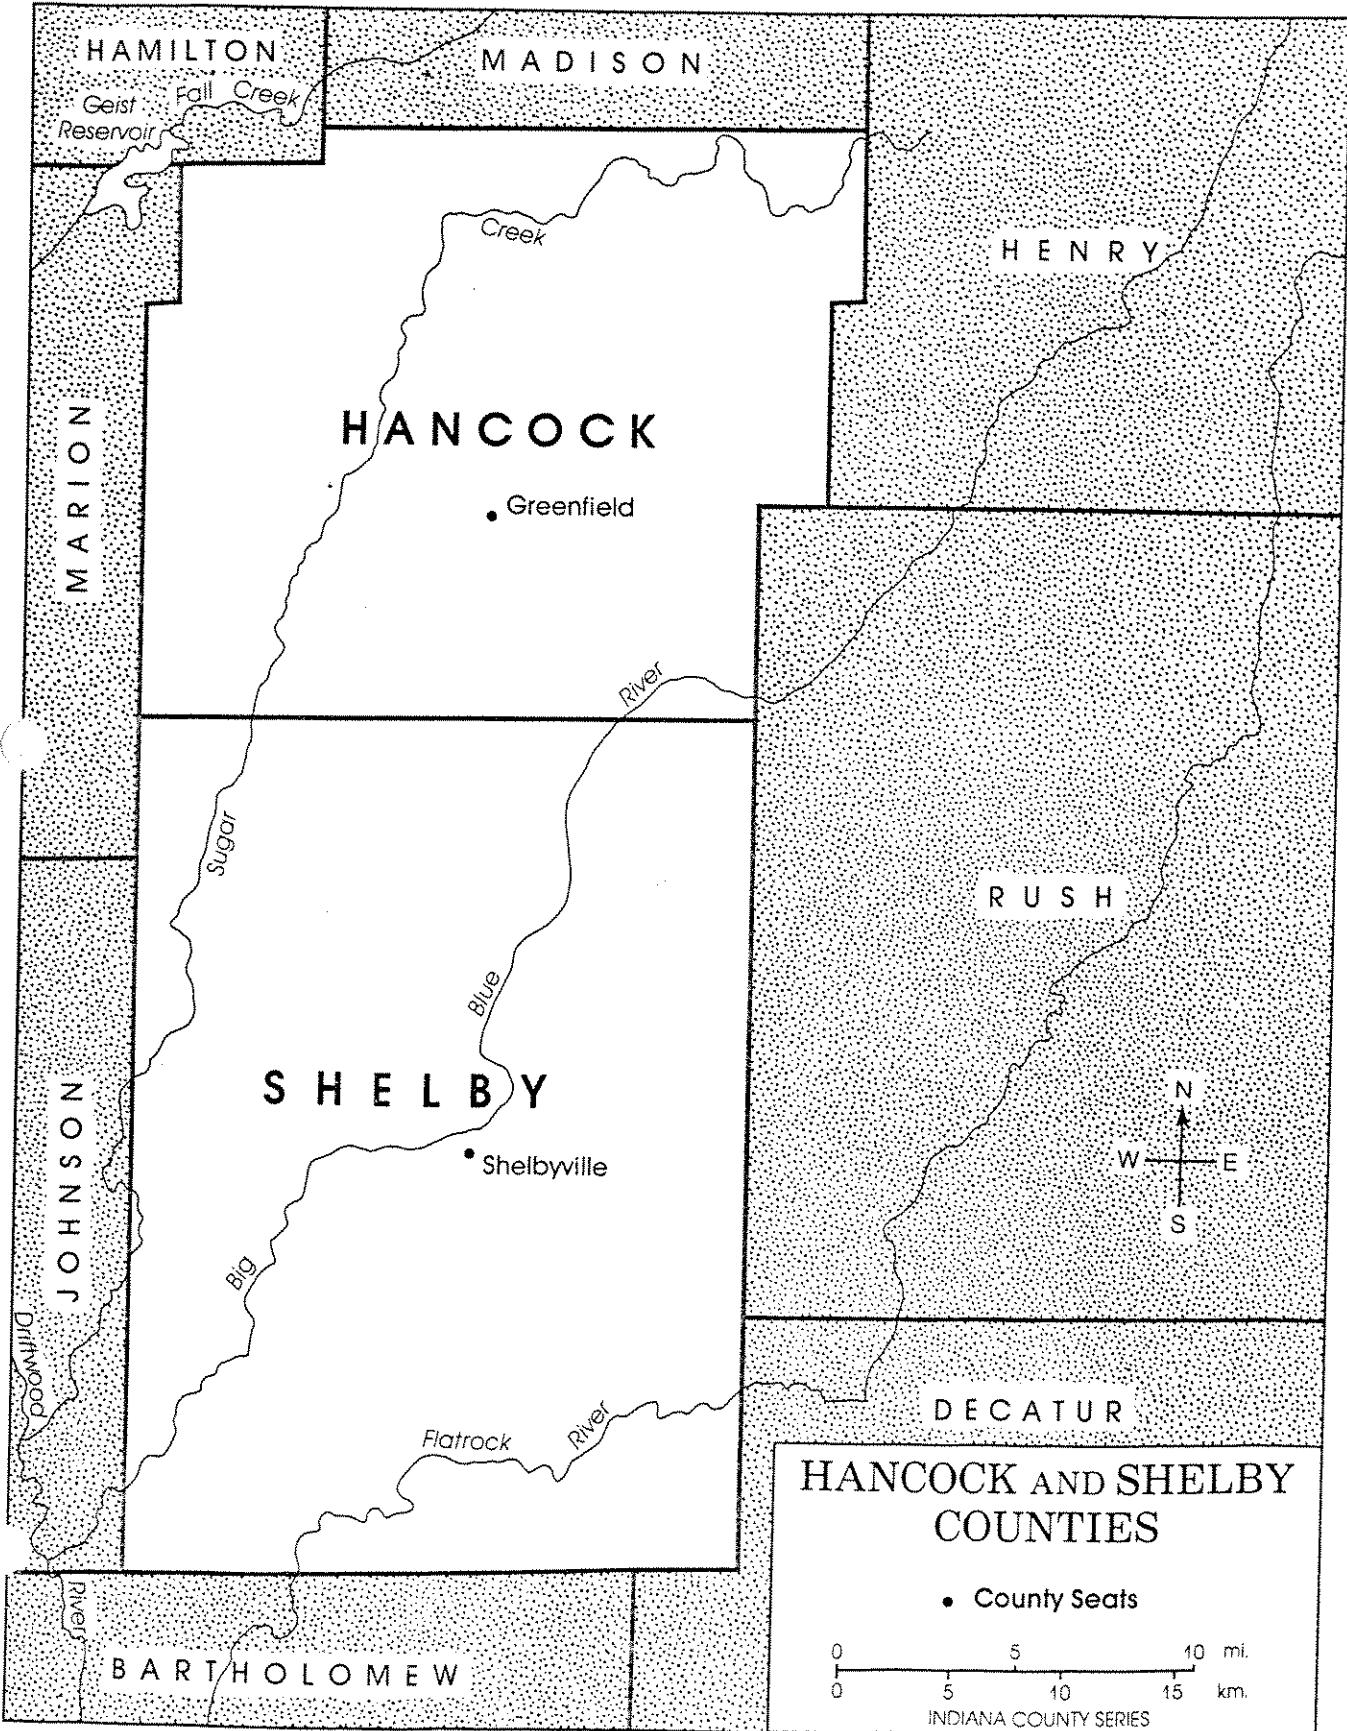 HAMILTON
MADISON
Fall Creek
Geist
Reservoir
Creek
HENRY
HANCOCK
MARION
Greenfield
River
Sugar
RUSH
Blue
SHELBY
N
W E
S
Shelbyville
JOHNSON
Big
Driftwood
DECATUR
Flatrock River
HANCOCK AND SHELBY
COUNTIES
River
• County Seats
BARTHOLOMEW
0 5 10 mi.
0 5 10 15 km.
INDIANA COUNTY SERIES